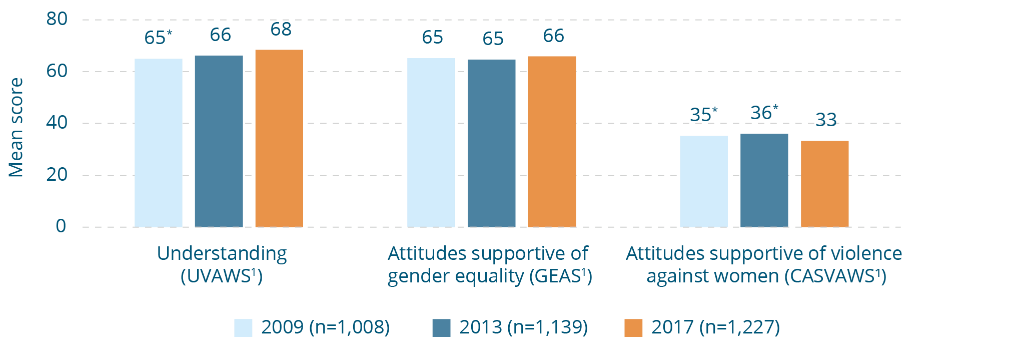 80
65*
66
68
65
65
66
60
Mean score
40
35*
36*
33
20
0
Understanding
(UVAWS¹)
Attitudes supportive of
gender equality (GEAS¹)
Attitudes supportive of violence
against women (CASVAWS¹)
2009 (n=1,008)
2013 (n=1,139)
2017 (n=1,227)